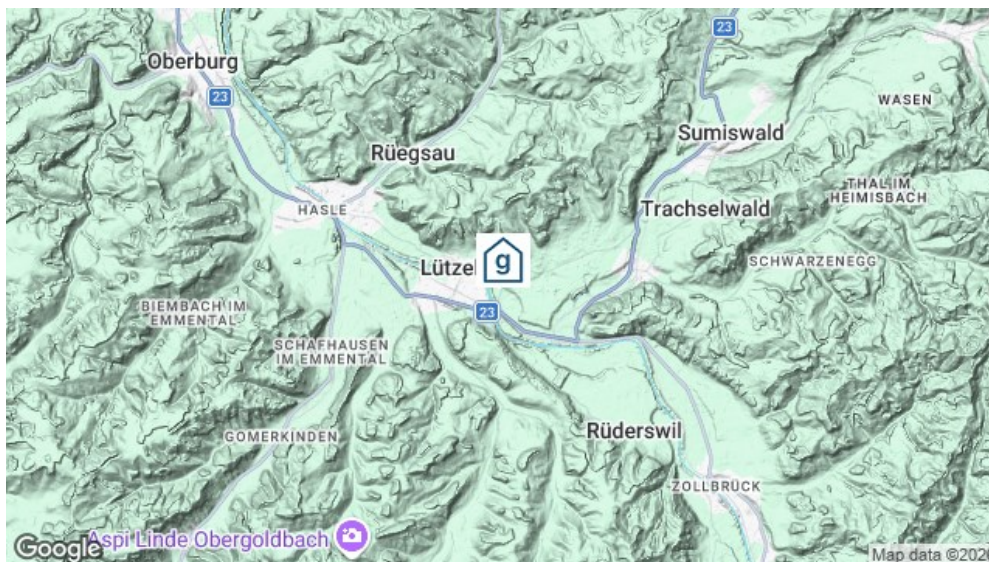 23
Oberburg
23
WASEN
Sumiswald
Rüegsau
THAL IM
HEIMISBACH
HASLE
Trachselwald
SCHWARZENEGG
Lützel
g
23
BIEMBACH IM
EMMENTAL
SCHAFHAUSEN
IM EMMENTAL
GOMERKINDEN
Rüderswil
ZOLLBRÜCK
Aspi Linde Obergoldbach
Google
Map data ©2026